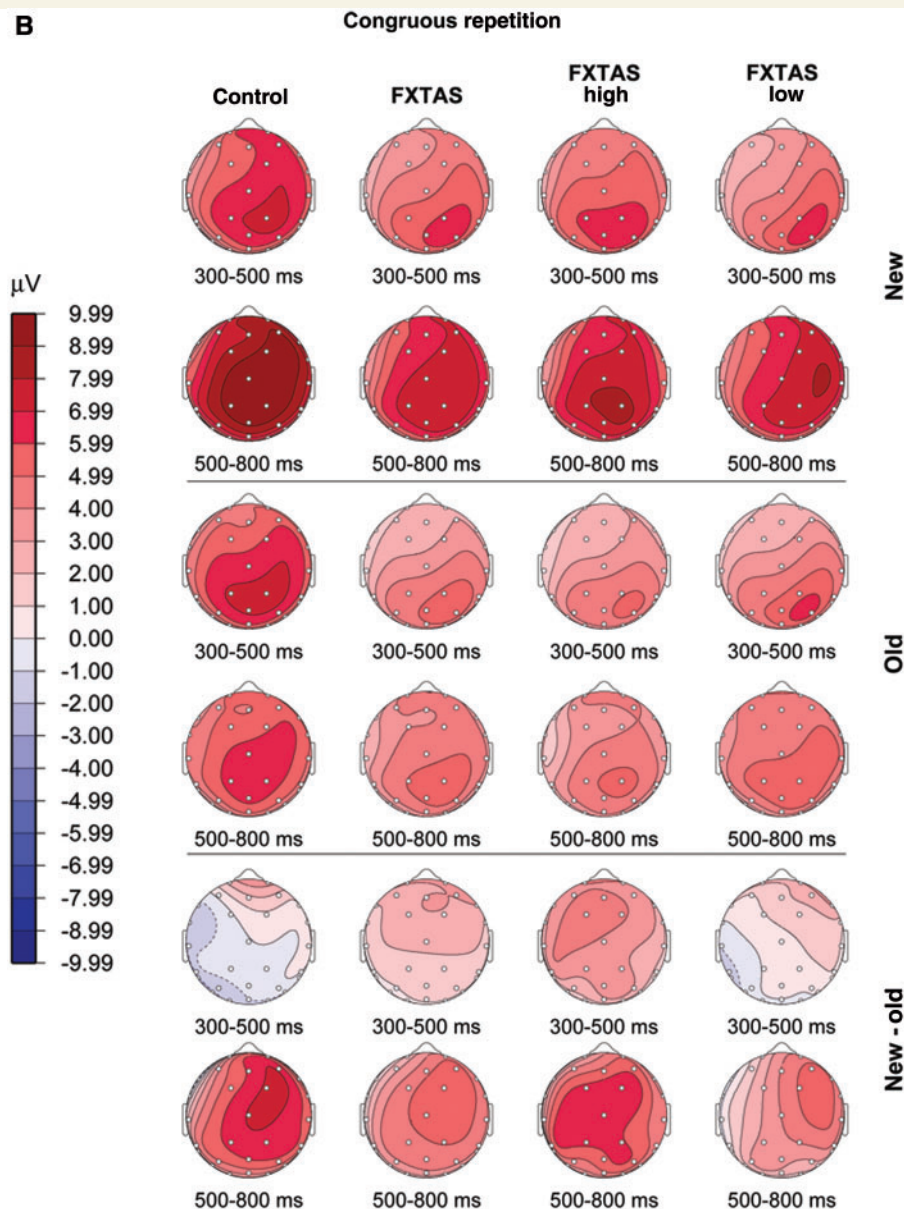 B
Congruous repetition
Control
FXTAS
FXTAS
high
FXTAS
low
300-500 ms
300-500 ms
300-500 ms
300-500 ms
New
μV
9.99
8.99
7.99
6.99
5.99
4.99
4.00
3.00
2.00
1.00
0.00
-1.00
-2.00
-3.00
-4.00
-4.99
-5.99
-6.99
-7.99
-8.99
-9.99
500-800 ms
500-800 ms
500-800 ms
500-800 ms
300-500 ms
300-500 ms
300-500 ms
300-500 ms
Old
500-800 ms
500-800 ms
500-800 ms
500-800 ms
300-500 ms
300-500 ms
300-500 ms
300-500 ms
New - old
500-800 ms
500-800 ms
500-800 ms
500-800 ms